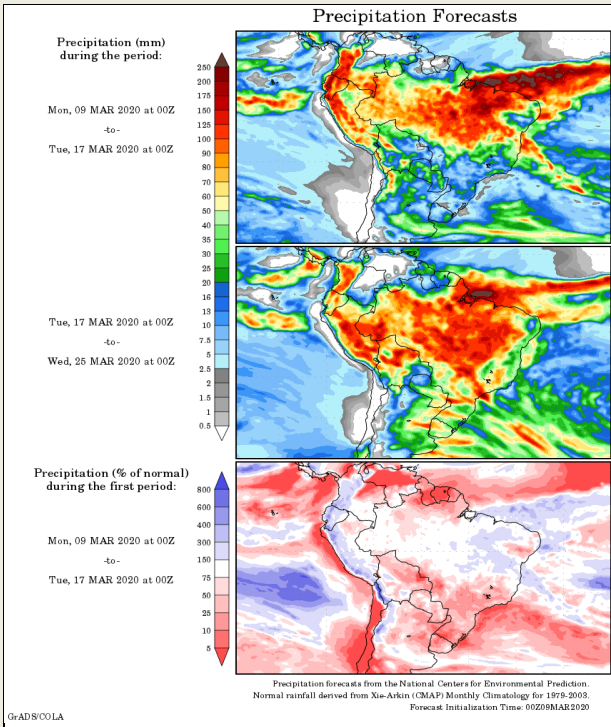 Precipitation Forecasts
Precipitation (mm)
during the period:
Mon, 09 MAR 2020 at 00Z
-to-
Tue, 17 MAR 2020 at 00Z
250
200
175
150
125
100
90
80
70
60
50
40
35
30
25
20
16
13
10
7.5
5
2.5
2
1.5
1
0.5
Tue, 17 MAR 2020 at 00Z
-to-
Wed, 25 MAR 2020 at 00Z
Precipitation (% of normal)
during the first period:
Mon, 09 MAR 2020 at 00Z
-to-
Tue, 17 MAR 2020 at 00Z
800
600
400
300
150
75
50
25
10
5
Precipitation forecasts from the National Centers for Environmental Prediction.
Normal rainfall derived from Xie-Arkin (CMAP) Monthly Climatology for 1979-2003.
Forecast Initialization Time: 00Z09MAR2020
GrADS/COLA